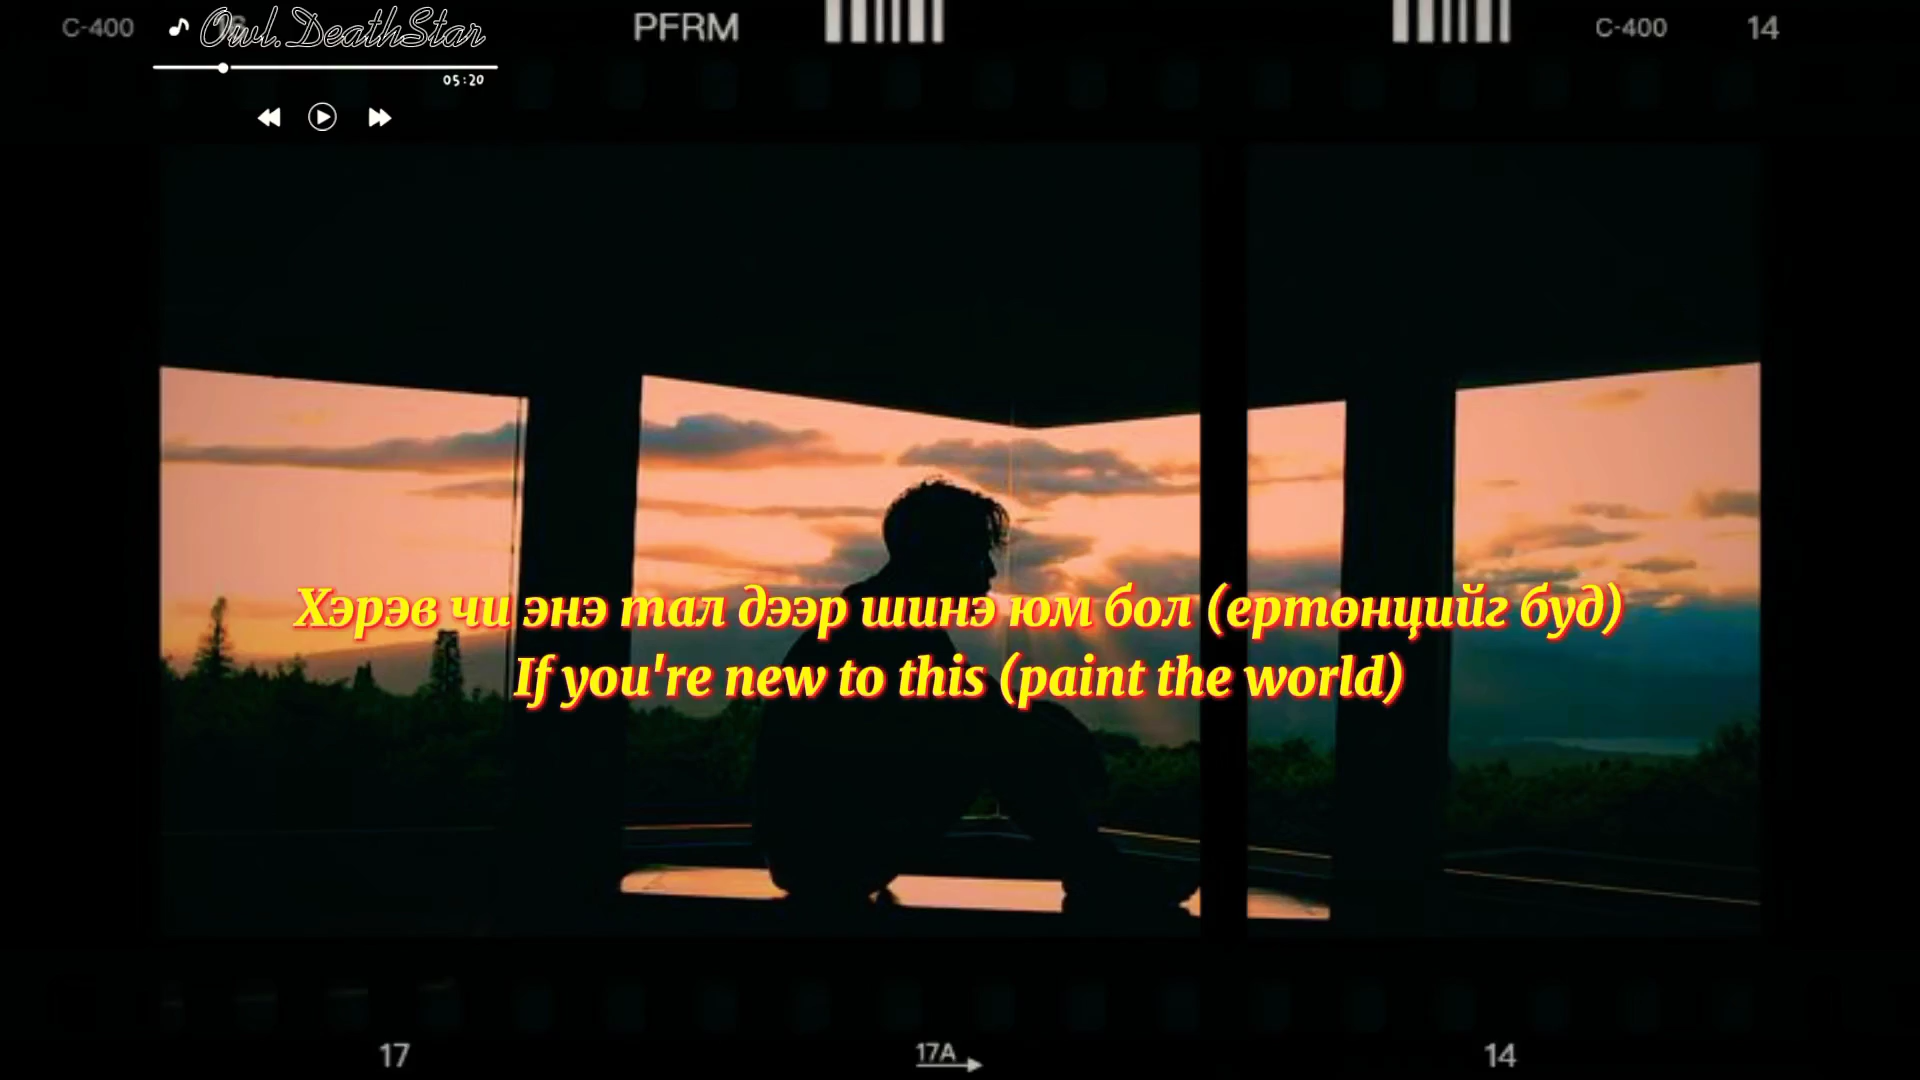 C-400
Owl.DeathStar
PFRM
C-400
14
05:20
Хэрэв чи энэ тал дээр шинэ юм бол (ертөнцийг буд)
If you're new to this (paint the world)
17
17A
14